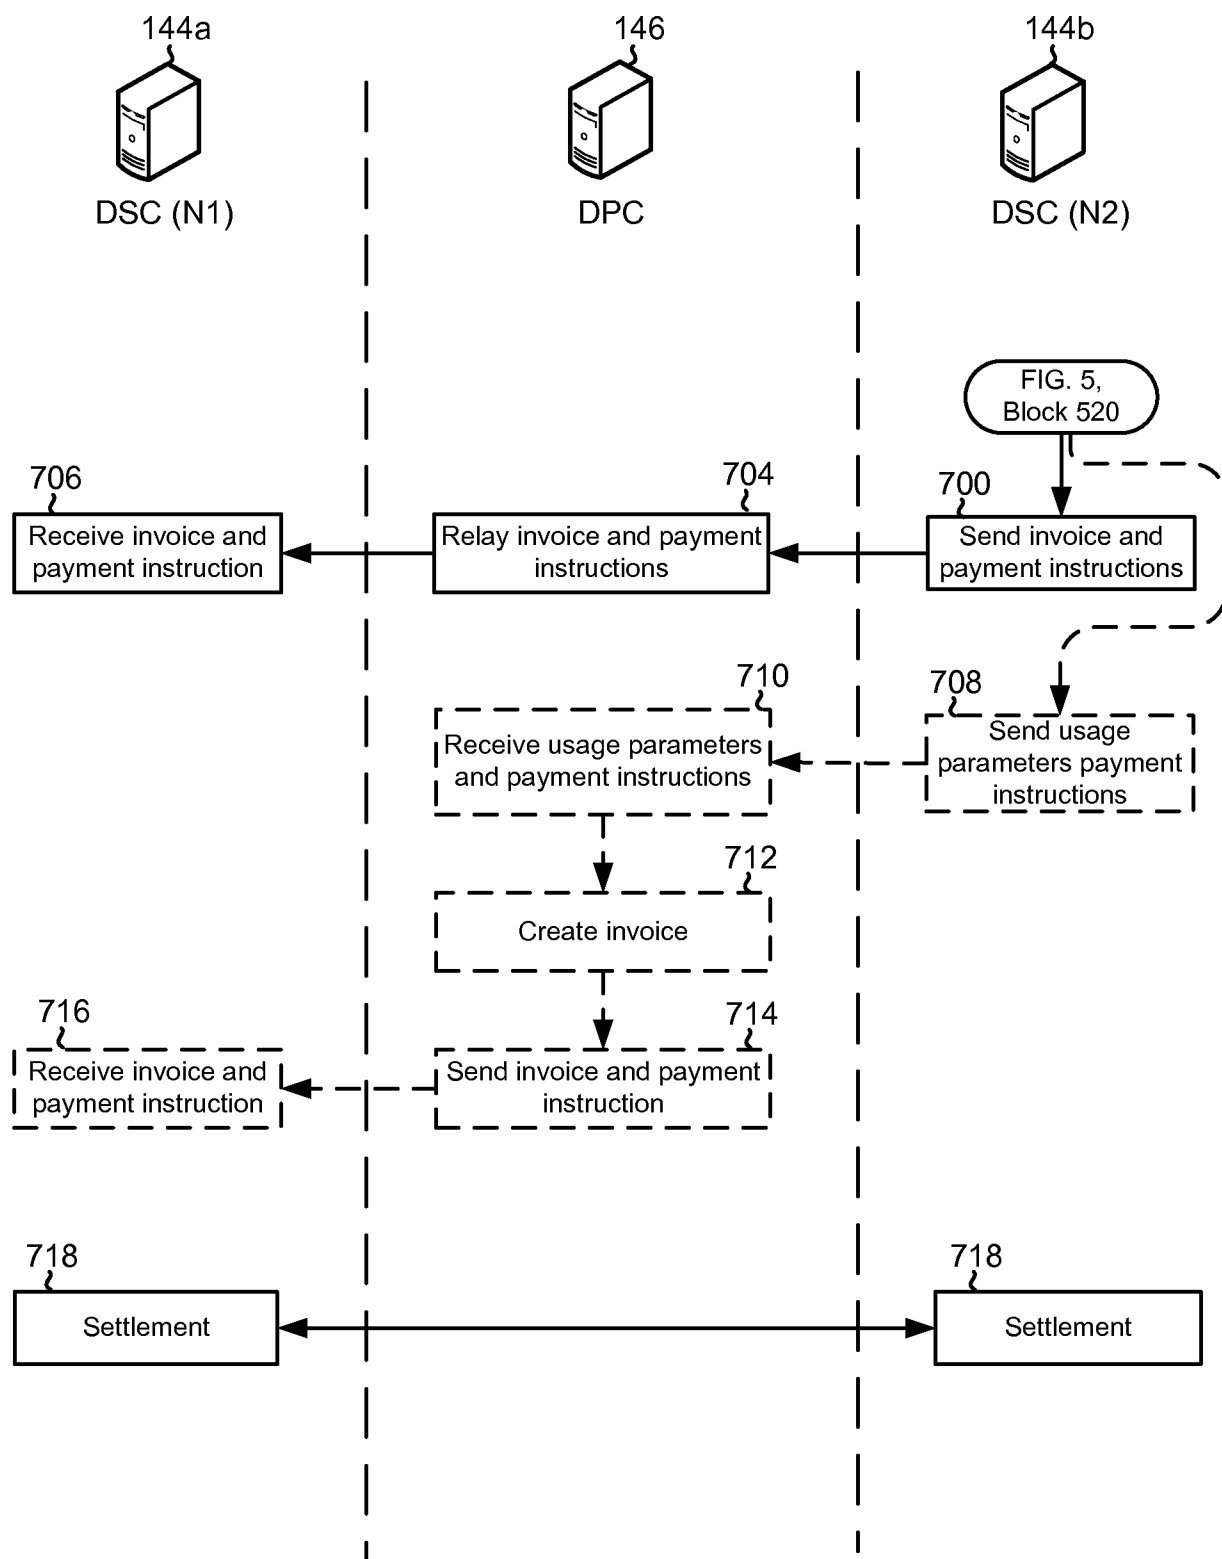 144a
146
144b
DSC (N1)
DPC
DSC (N2)
FIG. 5,
Block 520
706
Receive invoice and
payment instruction
704
Relay invoice and payment
instructions
700
Send invoice and
payment instructions
710
Receive usage parameters
and payment instructions
708
Send usage
parameters payment
instructions
712
Create invoice
716
Receive invoice and
payment instruction
714
Send invoice and payment
instruction
718
Settlement
718
Settlement